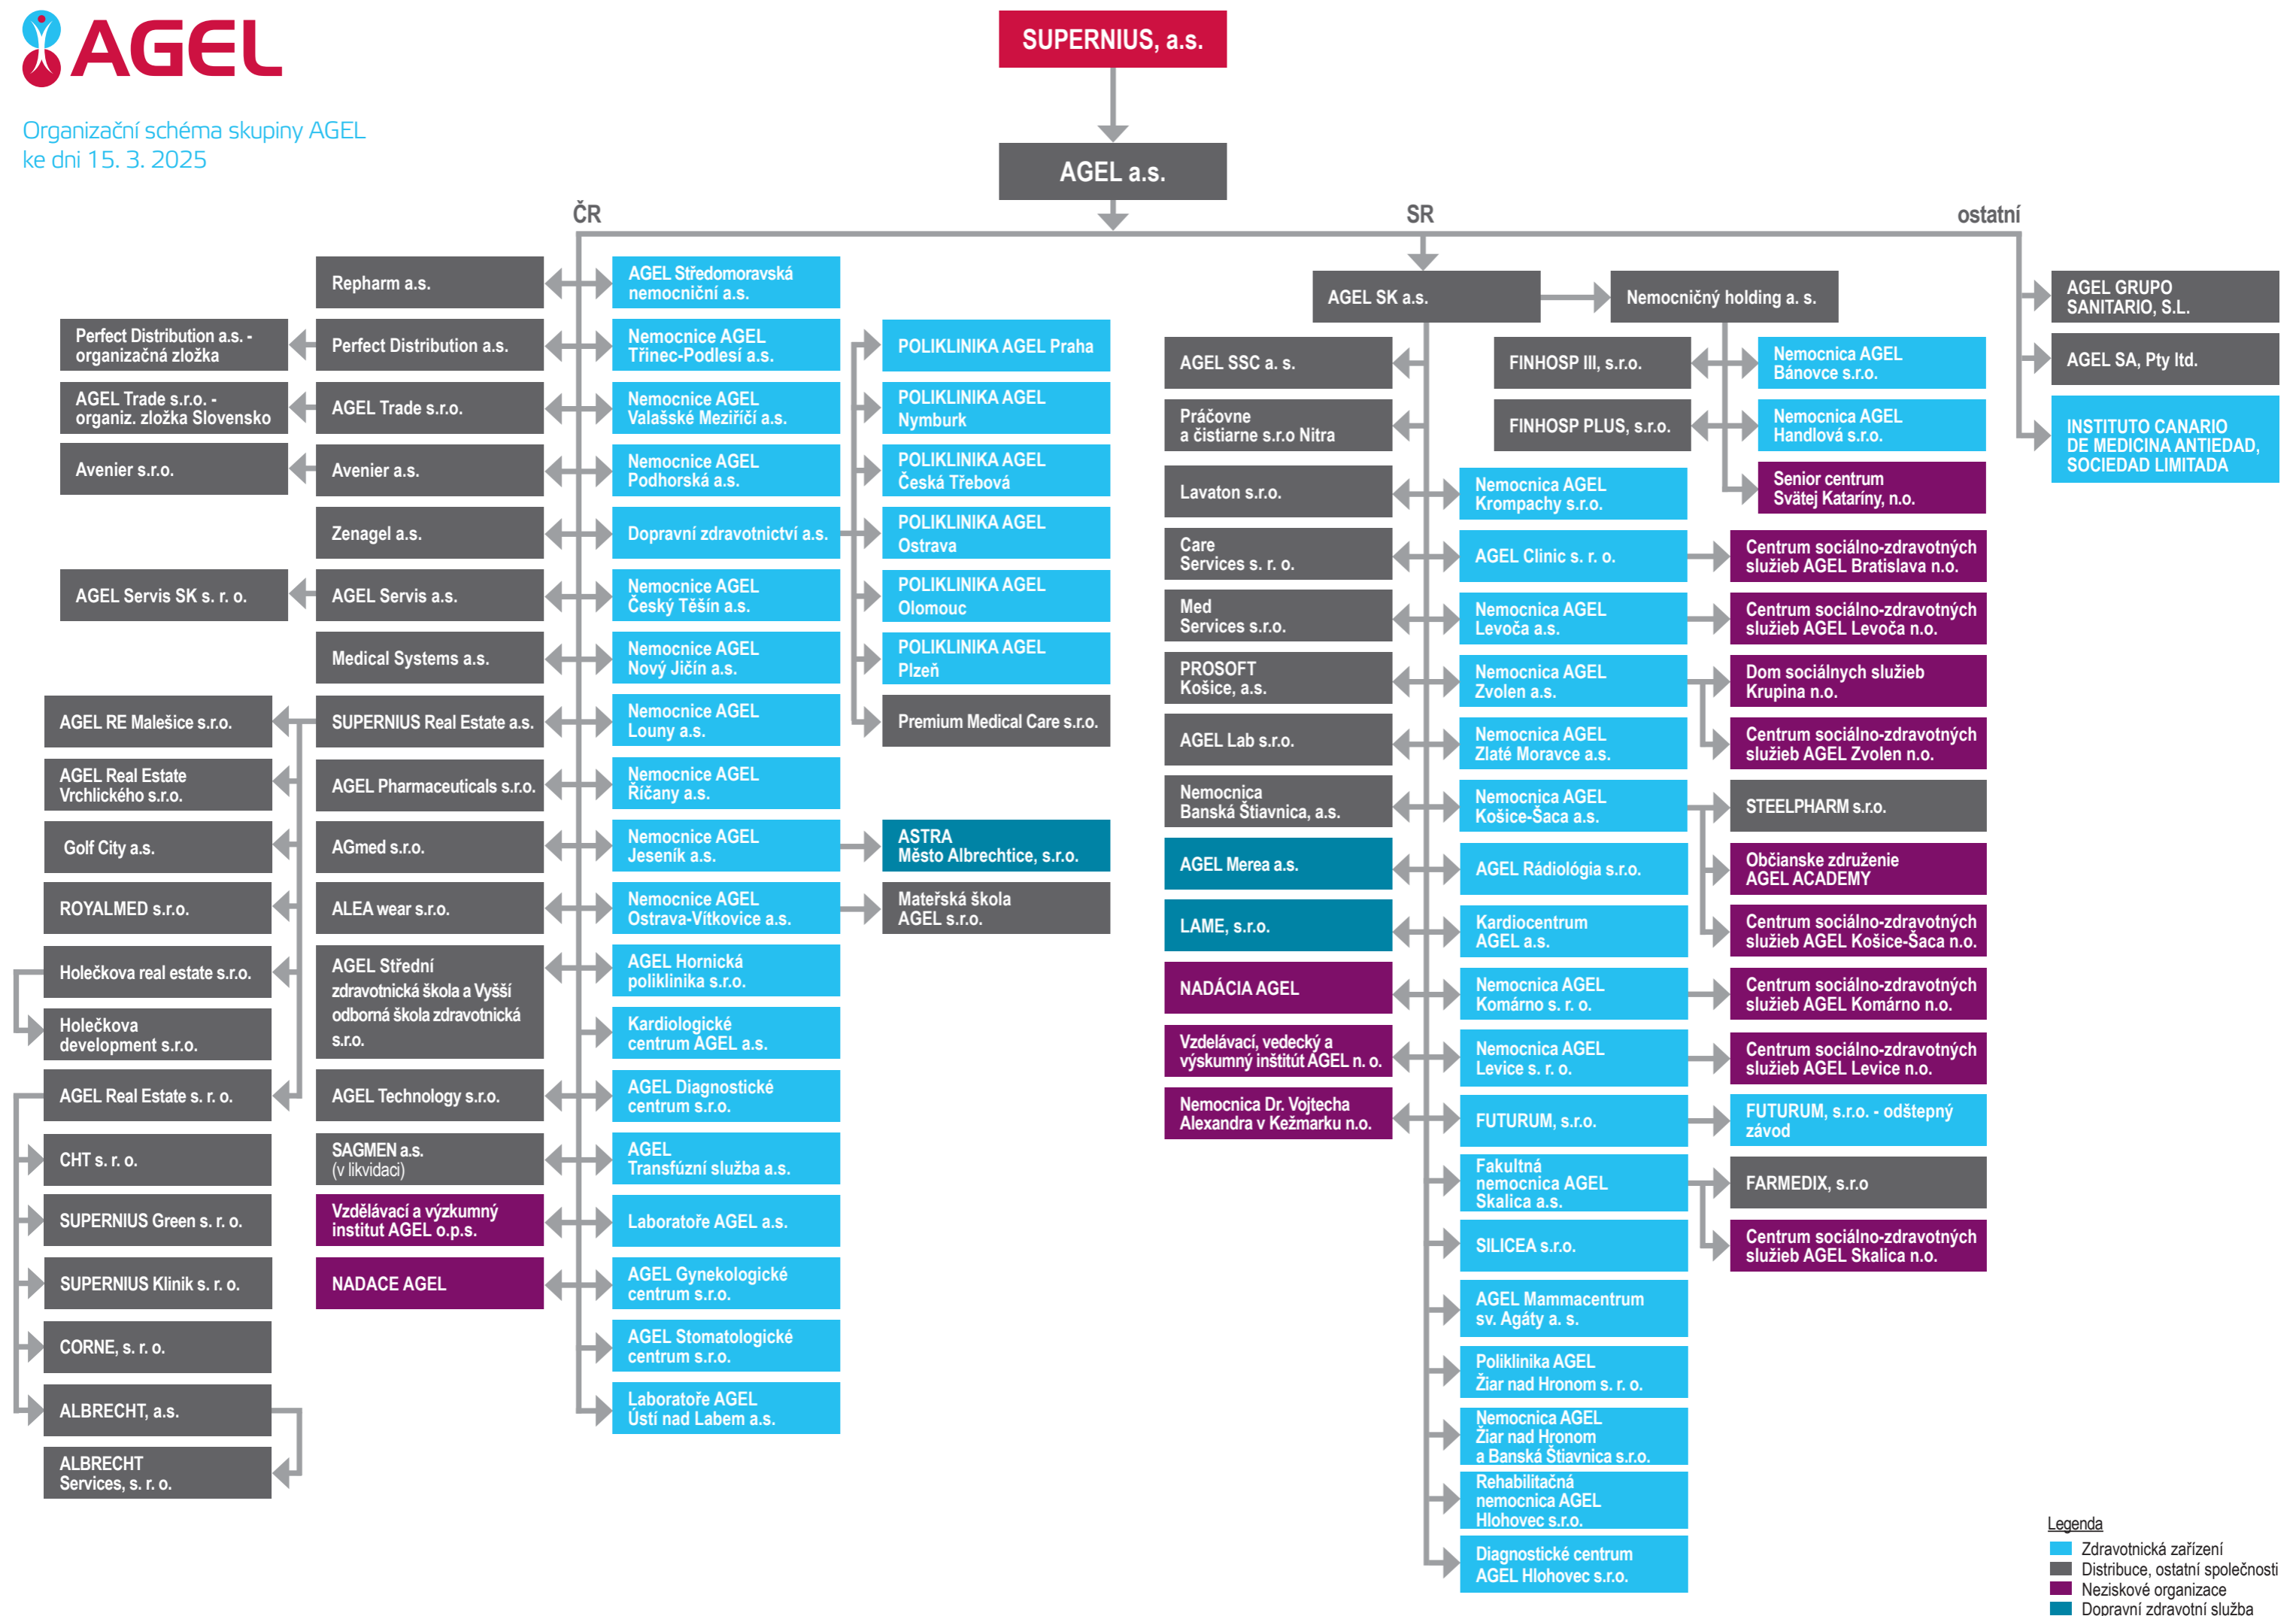 AGEL
Organizační schéma skupiny AGEL
ke dni 15. 3. 2025
SUPERNIUS, a.s.
AGEL a.s.
ČR
SR
ostatní
Perfect Distribution a.s. -
organizačná zložka
AGEL Trade s.r.o. -
organiz. zložka Slovensko
Avenier s.r.o.
AGEL Servis SK s. r. o.
AGEL RE Malešice s.r.o.
AGEL Real Estate
Vrchlického s.r.o.
Golf City a.s.
ROYALMED s.r.o.
Holečkova real estate s.r.o.
Holečkova
development s.r.o.
AGEL Real Estate s. r. o.
CHT s. r. o.
SUPERNIUS Green s. r. o.
SUPERNIUS Klinik s. r. o.
CORNE, s. r. o.
ALBRECHT, a.s.
ALBRECHT
Services, s. r. o.
Repharm a.s.
Perfect Distribution a.s.
AGEL Trade s.r.o.
Avenier a.s.
Zenagel a.s.
AGEL Servis a.s.
Medical Systems a.s.
SUPERNIUS Real Estate a.s.
AGEL Pharmaceuticals s.r.o.
AGmed s.r.o.
ALEA wear s.r.o.
AGEL Střední
zdravotnická škola a Vyšší
odborná škola zdravotnická
s.r.o.
AGEL Technology s.r.o.
SAGMEN a.s.
(v likvidaci)
Vzdělávací a výzkumný
institut AGEL o.p.s.
NADACE AGEL
AGEL Středomoravská
nemocniční a.s.
Nemocnice AGEL
Třinec-Podlesí a.s.
Nemocnice AGEL
Valašské Meziříčí a.s.
Nemocnice AGEL
Podhorská a.s.
Dopravní zdravotnictví a.s.
Nemocnice AGEL
Český Těšín a.s.
Nemocnice AGEL
Nový Jičín a.s.
Nemocnice AGEL
Louny a.s.
Nemocnice AGEL
Říčany a.s.
Nemocnice AGEL
Jeseník a.s.
Nemocnice AGEL
Ostrava-Vítkovice a.s.
AGEL Hornická
poliklinika s.r.o.
Kardiologické
centrum AGEL a.s.
AGEL Diagnostické
centrum s.r.o.
AGEL
Transfúzní služba a.s.
Laboratoře AGEL a.s.
AGEL Gynekologické
centrum s.r.o.
AGEL Stomatologické
centrum s.r.o.
Laboratoře AGEL
Ústí nad Labem a.s.
POLIKLINIKA AGEL Praha
POLIKLINIKA AGEL
Nymburk
POLIKLINIKA AGEL
Česká Třebová
POLIKLINIKA AGEL
Ostrava
POLIKLINIKA AGEL
Olomouc
POLIKLINIKA AGEL
Plzeň
Premium Medical Care s.r.o.
ASTRA
Město Albrechtice, s.r.o.
Mateřská škola
AGEL s.r.o.
AGEL SK a.s.
Nemocničný holding a. s.
AGEL SSC a. s.
Práčovne
a čistiarne s.r.o Nitra
Lavaton s.r.o.
Care
Services s. r. o.
Med
Services s.r.o.
PROSOFT
Košice, a.s.
AGEL Lab s.r.o.
Nemocnica
Banská Štiavnica, a.s.
AGEL Merea a.s.
LAME, s.r.o.
NADÁCIA AGEL
Vzdelávací, vedecký a
výskumný inštitút AGEL n. o.
Nemocnica Dr. Vojtecha
Alexandra v Kežmarku n.o.
FINHOSP III, s.r.o.
FINHOSP PLUS, s.r.o.
Nemocnica AGEL
Krompachy s.r.o.
AGEL Clinic s. r. o.
Nemocnica AGEL
Levoča a.s.
Nemocnica AGEL
Zvolen a.s.
Nemocnica AGEL
Zlaté Moravce a.s.
Nemocnica AGEL
Košice-Šaca a.s.
AGEL Rádiológia s.r.o.
Kardiocentrum
AGEL a.s.
Nemocnica AGEL
Komárno s. r. o.
Nemocnica AGEL
Levice s. r. o.
FUTURUM, s.r.o.
Fakultná
nemocnica AGEL
Skalica a.s.
SILICEA s.r.o.
AGEL Mammacentrum
sv. Agáty a. s.
Poliklinika AGEL
Žiar nad Hronom s. r. o.
Nemocnica AGEL
Žiar nad Hronom
a Banská Štiavnica s.r.o.
Rehabilitačná
nemocnica AGEL
Hlohovec s.r.o.
Diagnostické centrum
AGEL Hlohovec s.r.o.
Nemocnica AGEL
Bánovce s.r.o.
Nemocnica AGEL
Handlová s.r.o.
Senior centrum
Svätej Kataríny, n.o.
Centrum sociálno-zdravotných
služieb AGEL Bratislava n.o.
Centrum sociálno-zdravotných
služieb AGEL Levoča n.o.
Dom sociálnych služieb
Krupina n.o.
Centrum sociálno-zdravotných
služieb AGEL Zvolen n.o.
STEELPHARM s.r.o.
Občianske združenie
AGEL ACADEMY
Centrum sociálno-zdravotných
služieb AGEL Košice-Šaca n.o.
Centrum sociálno-zdravotných
služieb AGEL Komárno n.o.
Centrum sociálno-zdravotných
služieb AGEL Levice n.o.
FUTURUM, s.r.o. - odštepný
závod
FARMEDIX, s.r.o
Centrum sociálno-zdravotných
služieb AGEL Skalica n.o.
AGEL GRUPO
SANITARIO, S.L.
AGEL SA, Pty ltd.
INSTITUTO CANARIO
DE MEDICINA ANTIEDAD,
SOCIEDAD LIMITADA
Legenda
Zdravotnická zařízení
Distribuce, ostatní společnosti
Neziskové organizace
Dopravní zdravotní služba